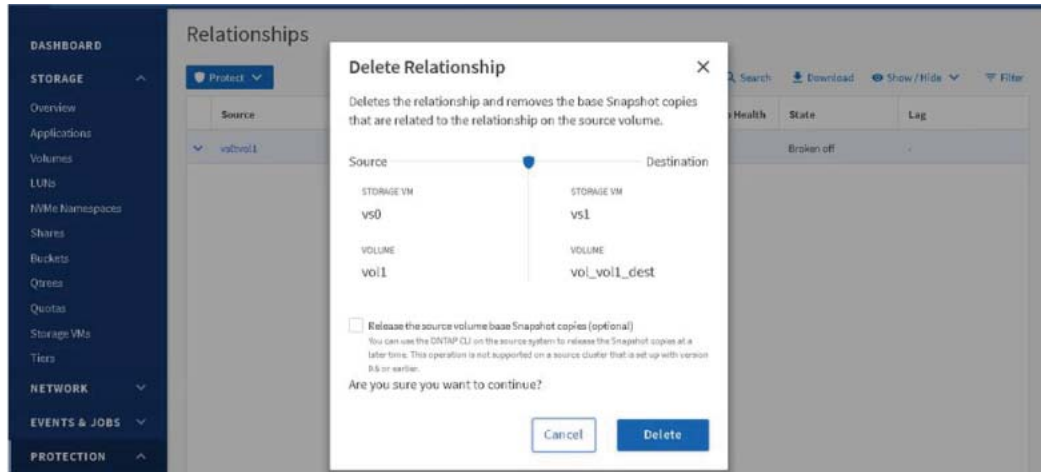 DASHBOARD
STORAGE
Overview
Applications
Volumes
LUNs
NVMe Namespaces
Shares
Buckets
Qtrees
Quotas
Storage VMs
Tiers
NETWORK
EVENTS & JOBS
PROTECTION
Relationships
Protect
Search
Download
Show / Hide
Filter
Source
Health
State
Lag
vs0:vol1
Broken off
-
Delete Relationship
Deletes the relationship and removes the base Snapshot copies
that are related to the relationship on the source volume.
Source
Destination
STORAGE VM
vs0
STORAGE VM
vs1
VOLUME
vol1
VOLUME
vol_vol1_dest
Release the source volume base Snapshot copies (optional)
You can use the ONTAP CLI on the source system to release the Snapshot copies at a
later time. This operation is not supported on a source cluster that is set up with version
9.6 or earlier.
Are you sure you want to continue?
Cancel
Delete